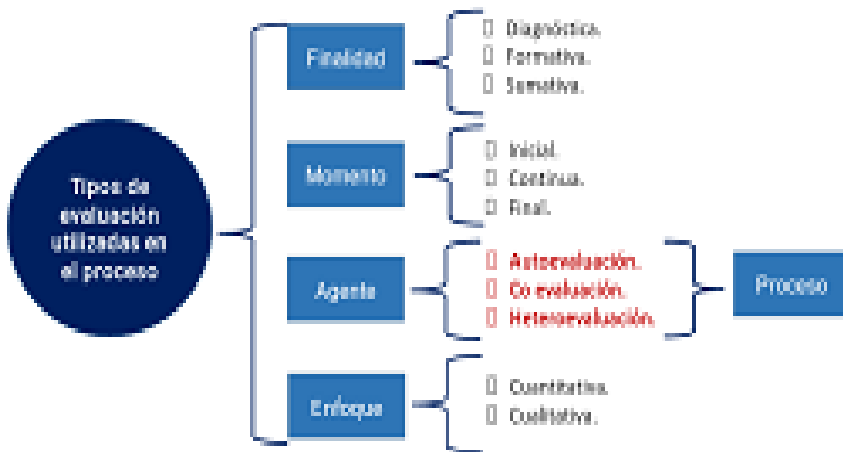 Tipos de
evaluación
utilizadas en
el proceso
Finalidad
Diagnóstica.
Formativa.
Sumativa.
Momento
Inicial.
Continua.
Final.
Agente
Autoevaluación.
Co evaluación.
Heteroevaluación.
Proceso
Enfoque
Cuantitativa.
Cualitativa.